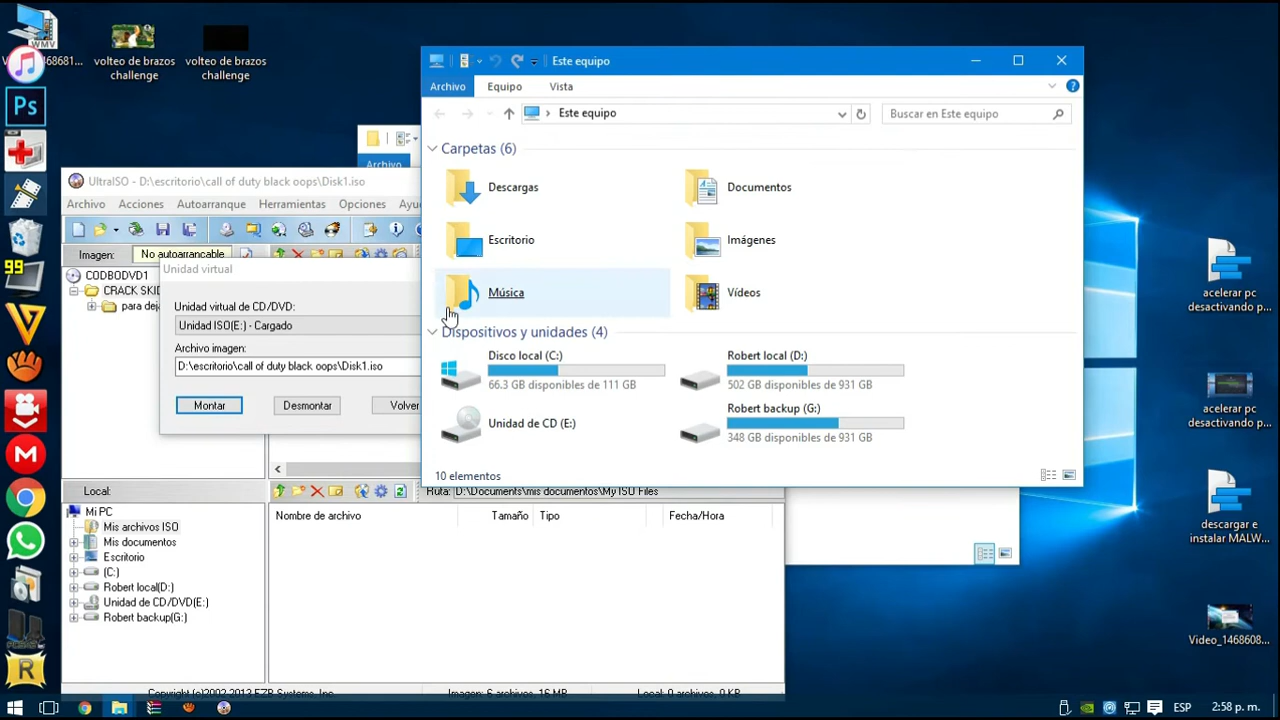 WMV
volteo de brazos
challenge
volteo de brazos
challenge
Ps
99
Este equipo
Archivo
Equipo
Vista
Este equipo
Buscar en Este equipo
Carpetas (6)
Descargas
Documentos
Escritorio
Imágenes
Música
Vídeos
Dispositivos y unidades (4)
Disco local (C:)
66.3 GB disponibles de 111 GB
Robert local (D:)
502 GB disponibles de 931 GB
Unidad de CD (E:)
Robert backup (G:)
348 GB disponibles de 931 GB
10 elementos
Archivo
UltraISO - D:\escritorio\call of duty black oops\Disk1.iso
Archivo
Acciones
Autoarranque
Herramientas
Opciones
Ayu
Imagen:
No autoarrancable
CODBODVD1
CRACK SKID
para deja
Unidad virtual
Unidad virtual de CD/DVD:
Unidad ISO(E:) - Cargado
Archivo imagen:
D:\escritorio\call of duty black oops\Disk1.iso
Montar
Desmontar
Volver
Local:
Ruta: D:\Documents\mis documentos\My ISO Files
Mi PC
Mis archivos ISO
Mis documentos
Escritorio
(C:)
Robert local(D:)
Unidad de CD/DVD(E:)
Robert backup(G:)
Nombre de archivo
Tamaño
Tipo
Fecha/Hora
Copyright (c)2002-2013 EZB Systems, Inc.
Imagen: 6 archivos, 16 MB
Local: 0 archivos, 0 KB
acelerar pc
desactivando p...
acelerar pc
desactivando p...
descargar e
instalar MALW...
Video_1468608...
ESP
2:58 p. m.